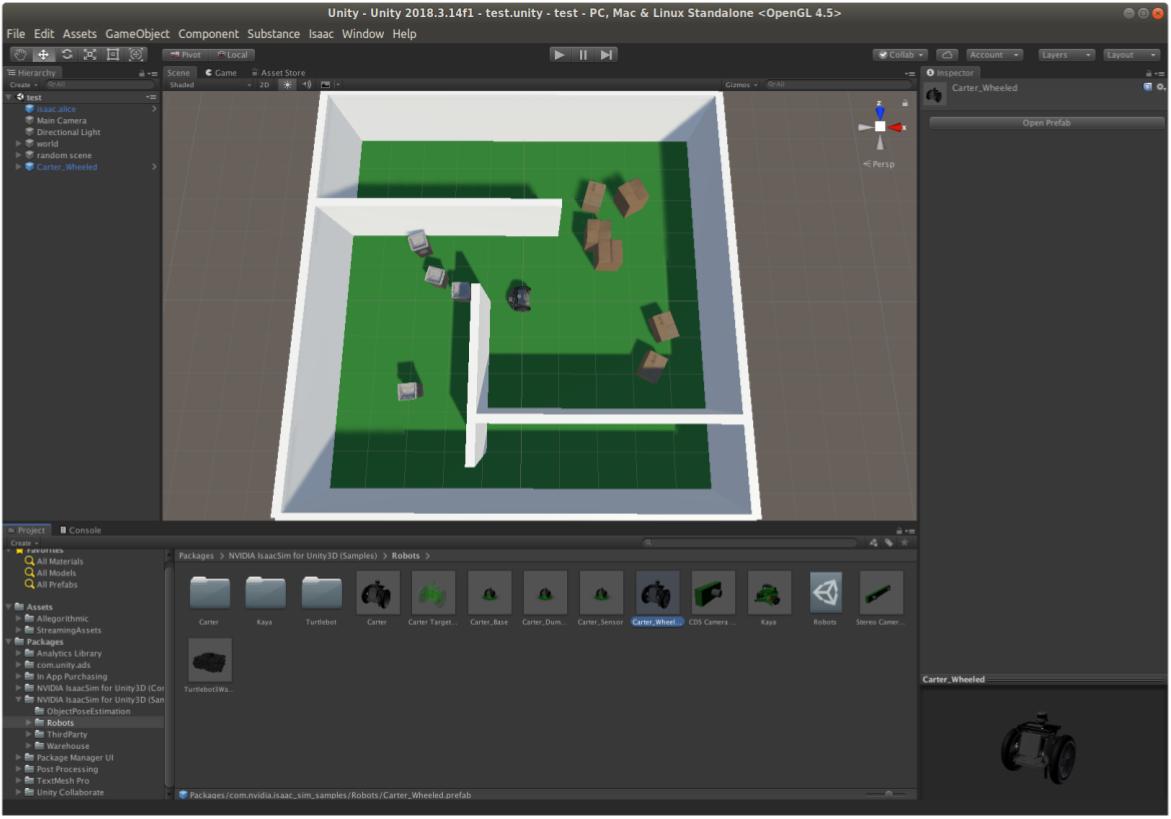 Unity - Unity 2018.3.14f1 - test.unity - test - PC, Mac & Linux Standalone <OpenGL 4.5>
File Edit Assets GameObject Component Substance Isaac Window Help
Pivot Local Collab Account Layers Layout
Hierarchy
Create
All
test
isaac.alice
Main Camera
Directional Light
world
random scene
Carter_Wheeled
Scene Game Asset Store
Shaded 2D Gizmos All
z
x
Persp
Inspector
Carter_Wheeled
Open Prefab
Project Console
Create
Favorites
All Materials
All Models
All Prefabs
Assets
Allegorithmic
StreamingAssets
Packages
Analytics Library
com.unity.ads
In App Purchasing
NVIDIA IsaacSim for Unity3D (Cor
NVIDIA IsaacSim for Unity3D (San
ObjectPoseEstimation
Robots
ThirdParty
Warehouse
Package Manager UI
Post Processing
TextMesh Pro
Unity Collaborate
Packages > NVIDIA IsaacSim for Unity3D (Samples) > Robots >
Carter Kaya Turtlebot Carter Carter Target... Carter_Base Carter_Dum... Carter_Sensor Carter_Wheel... CDS Camera ... Kaya Robots Stereo Camer...
Turtlebot3Wa...
Packages/com.nvidia.isaac_sim_samples/Robots/Carter_Wheeled.prefab
Carter_Wheeled